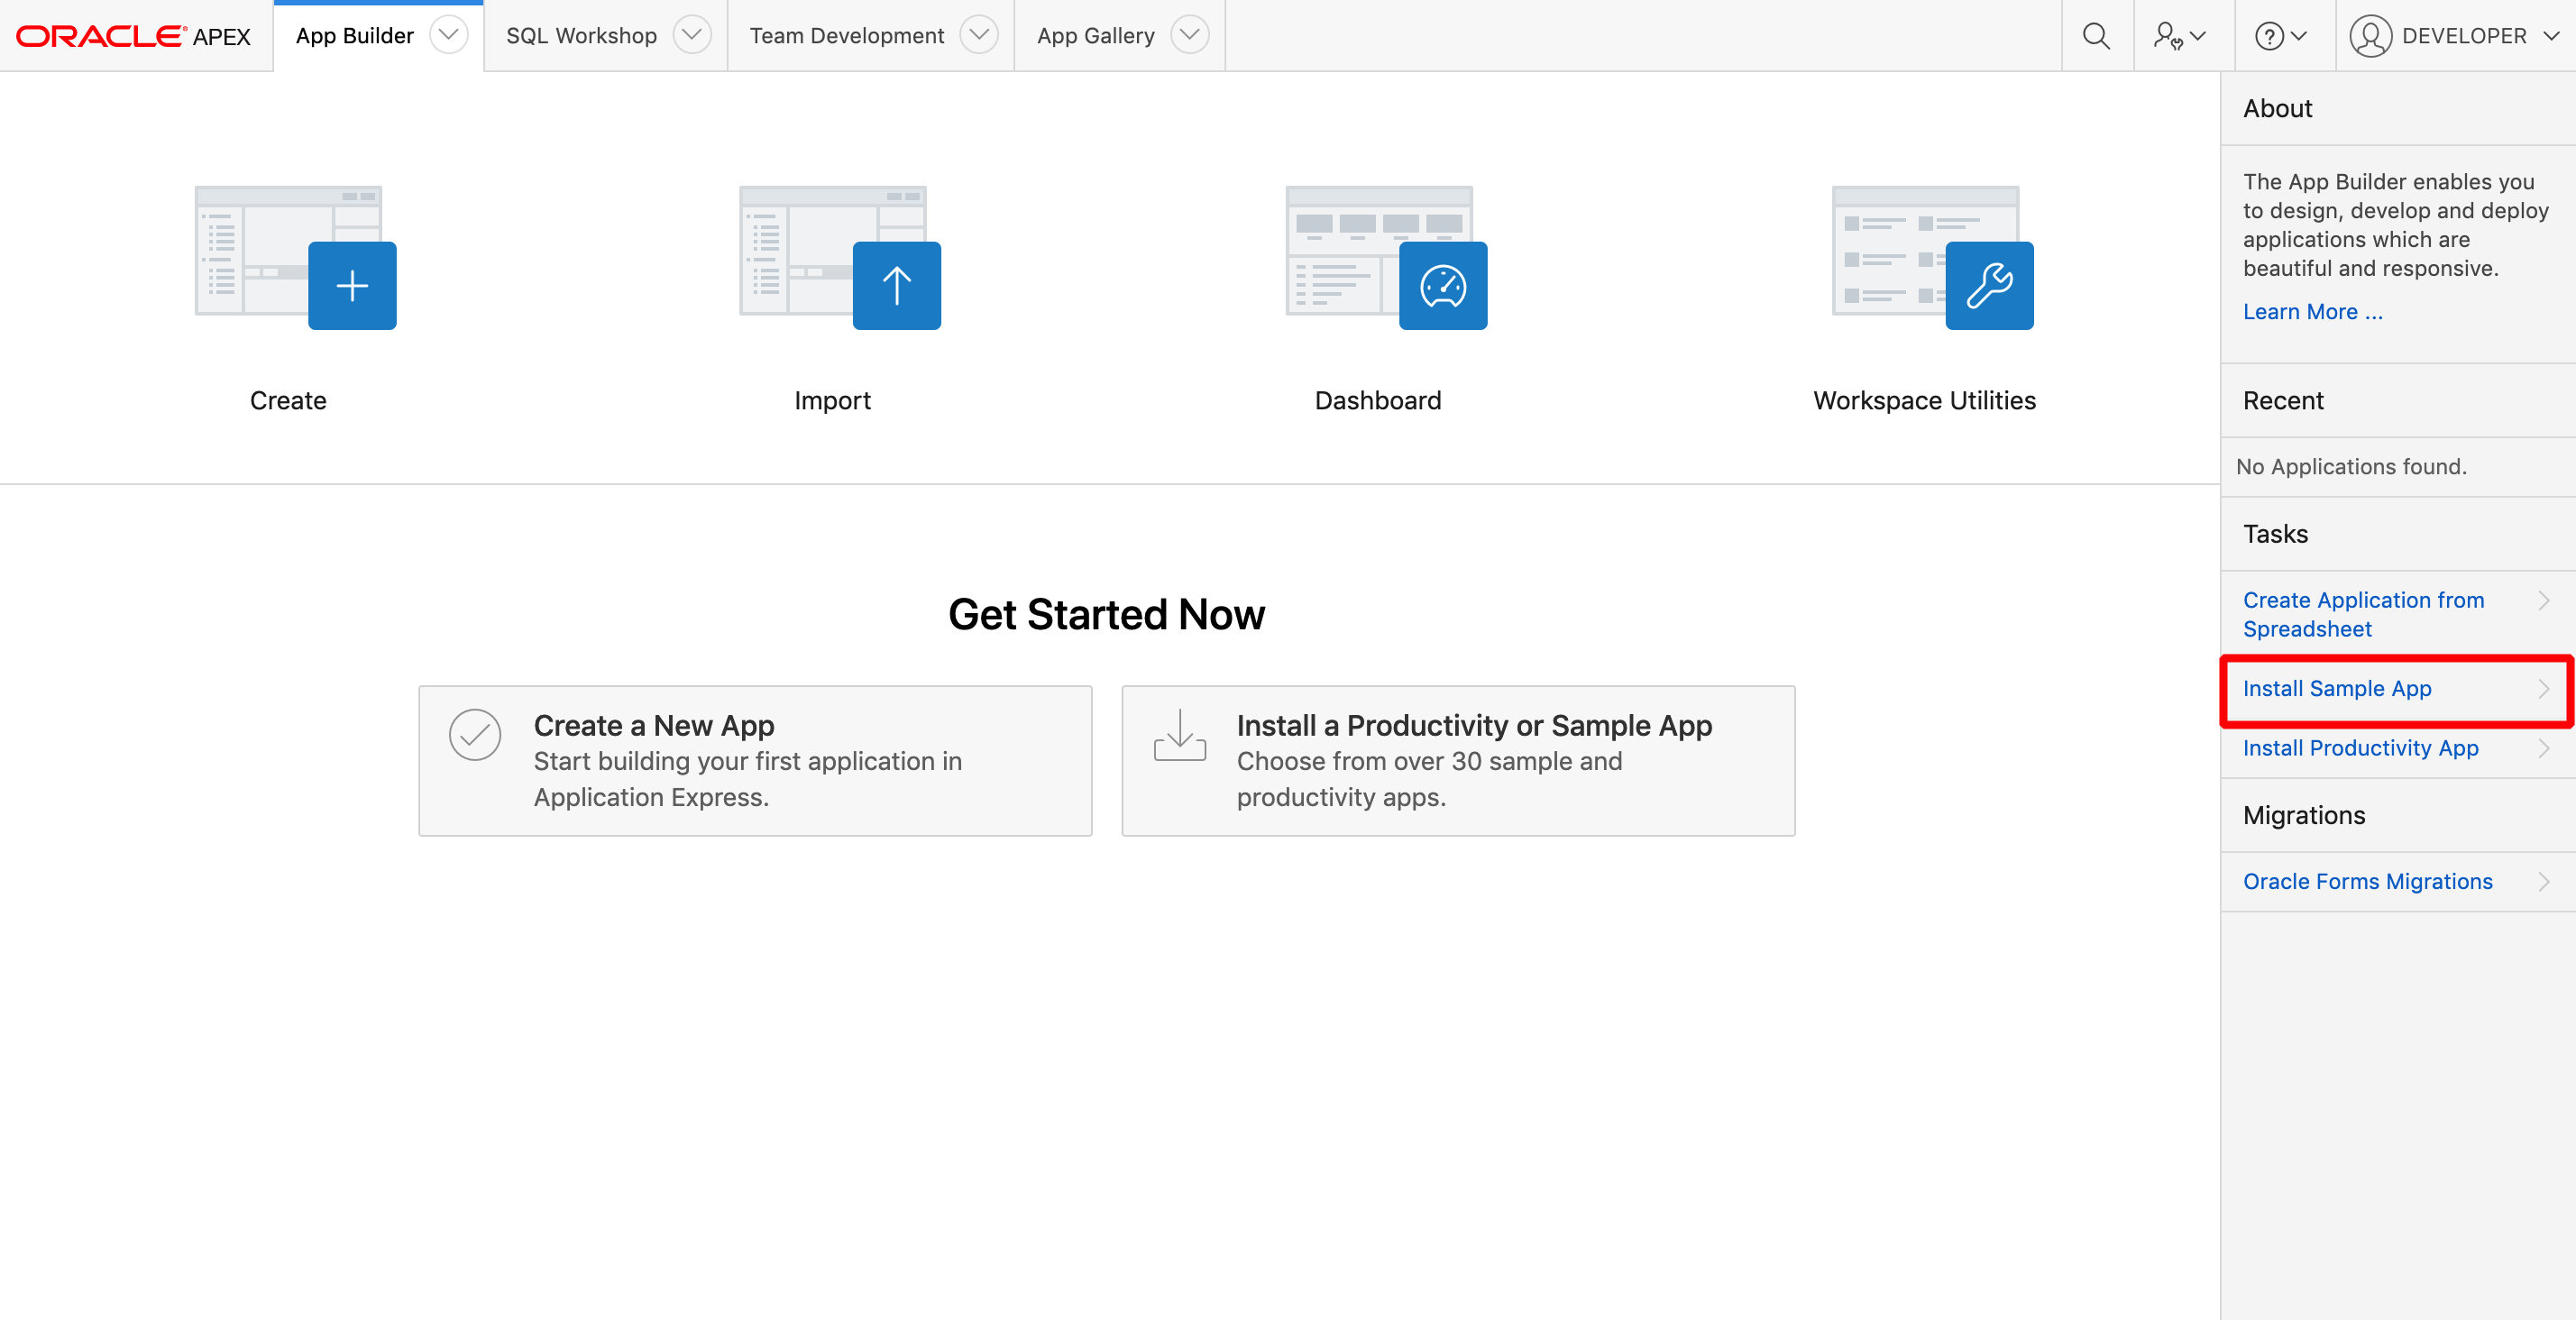 ORACLE APEX
App Builder
SQL Workshop
Team Development
App Gallery
DEVELOPER
Create
Import
Dashboard
Workspace Utilities
Get Started Now
Create a New App
Start building your first application in
Application Express.
Install a Productivity or Sample App
Choose from over 30 sample and
productivity apps.
About
The App Builder enables you
to design, develop and deploy
applications which are
beautiful and responsive.
Learn More ...
Recent
No Applications found.
Tasks
Create Application from
Spreadsheet
Install Sample App
Install Productivity App
Migrations
Oracle Forms Migrations